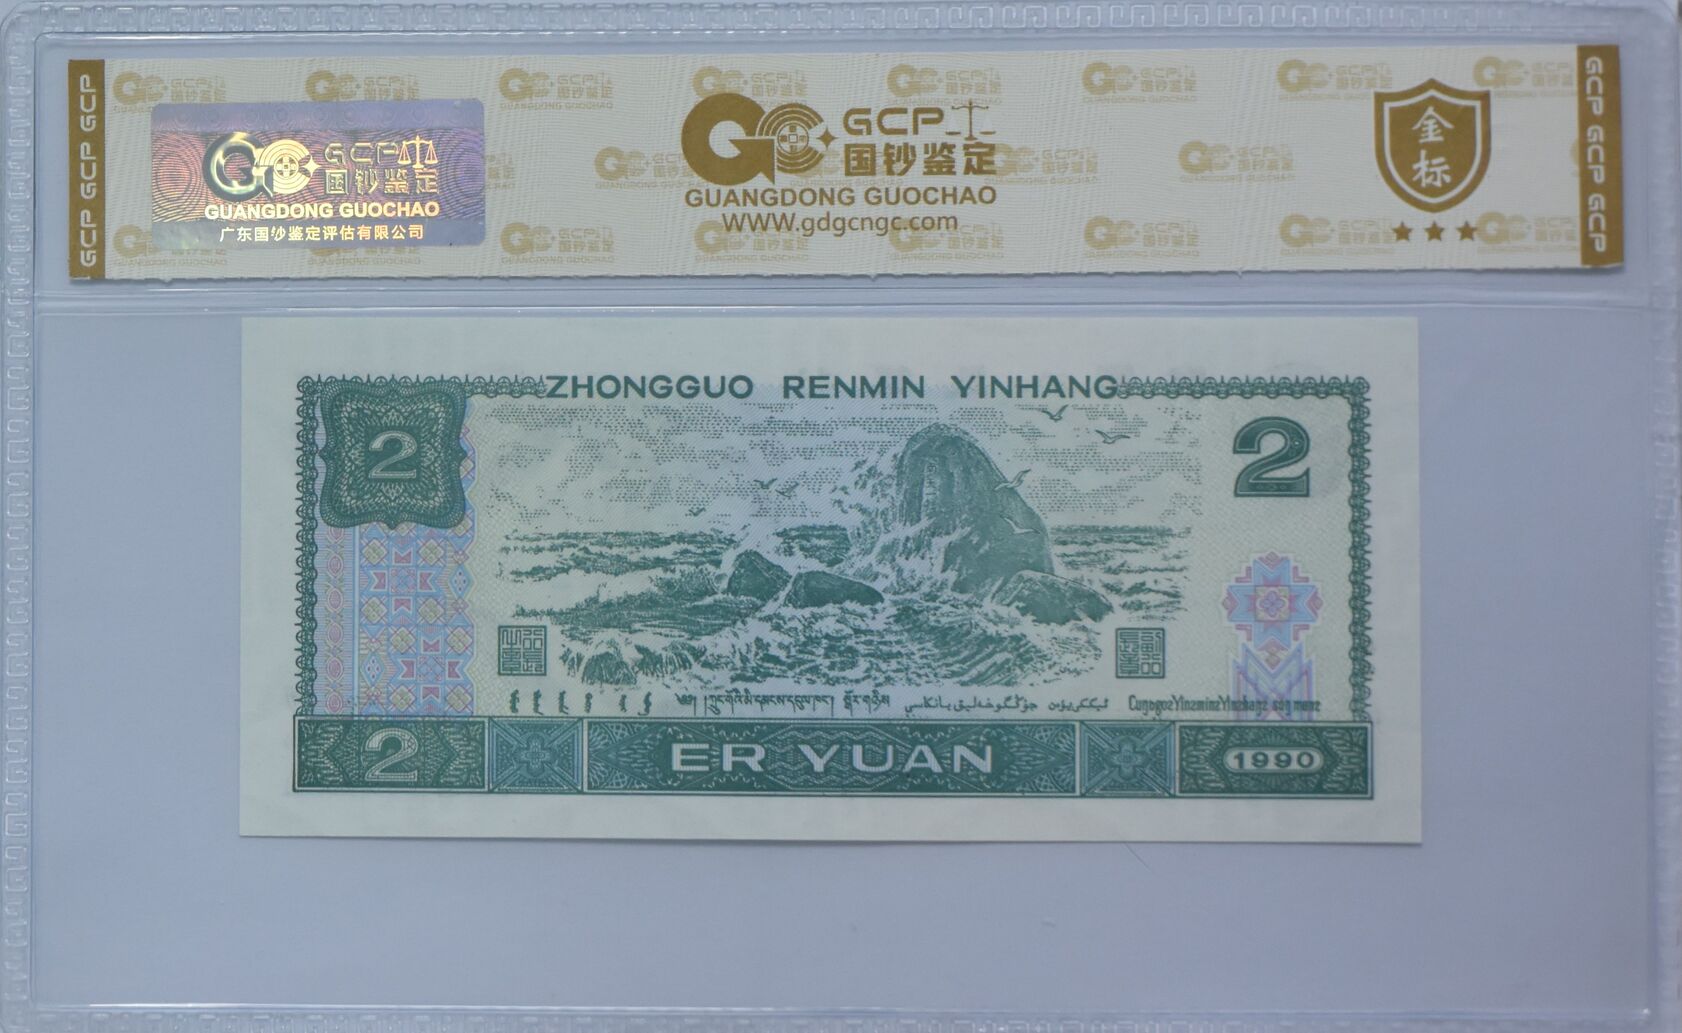 GCP GCP GCP
GCP
国钞鉴定
GUANGDONG GUOCHAO
广东国钞鉴定评估有限公司
GCP
国钞鉴定
GUANGDONG GUOCHAO
WWW.gdgcngc.com
金标
GCP GCP GCP
ZHONGGUO RENMIN YINHANG
2
2
2
ER YUAN
1990